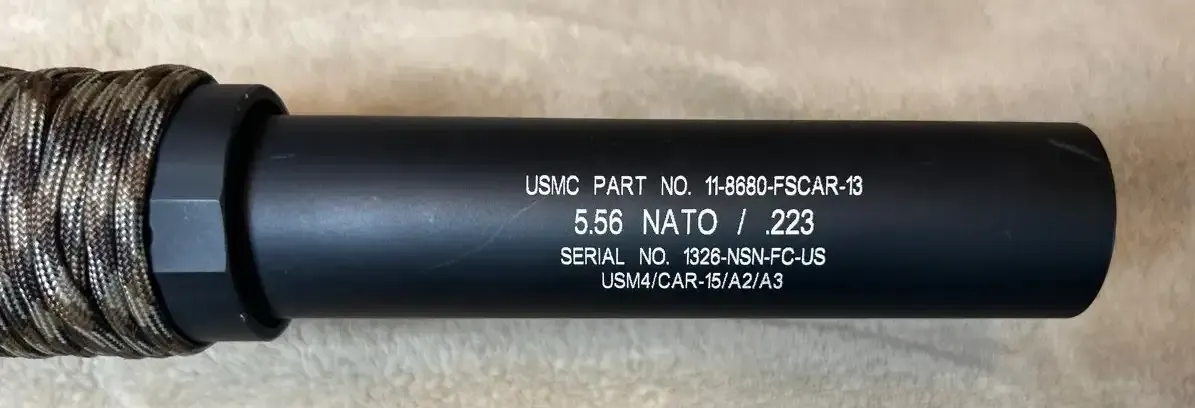 USMC PART NO. 11-8680-FSCAR-13
5.56 NATO / .223
SERIAL NO. 1326-NSN-FC-US
USM4/CAR-15/A2/A3